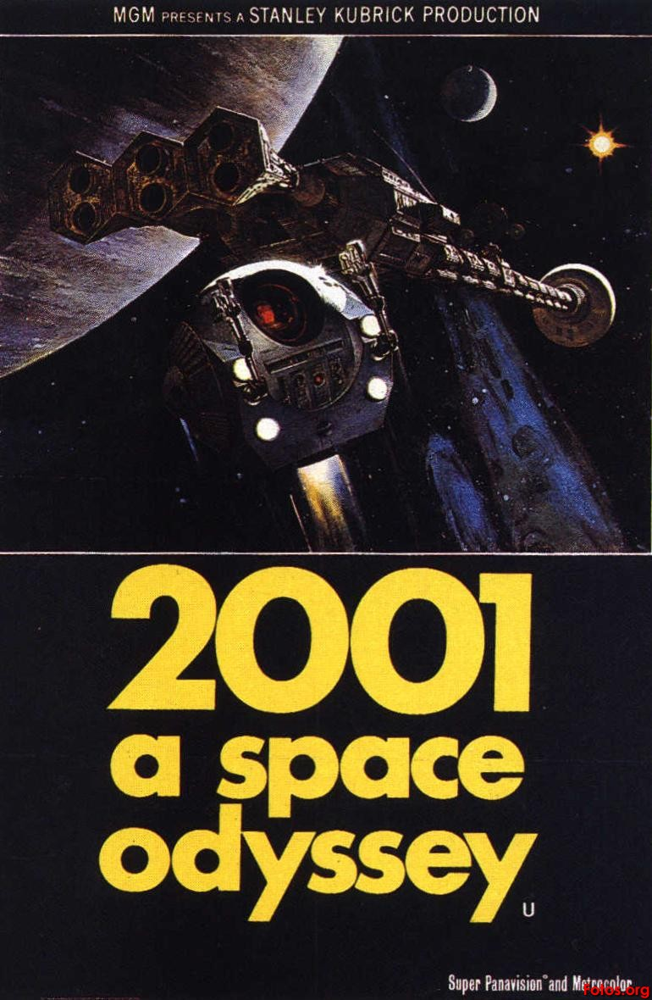 MGM PRESENTS A STANLEY KUBRICK PRODUCTION
2001
a space
odyssey
U
Super Panavision® and Metrocolor
Fotos.org